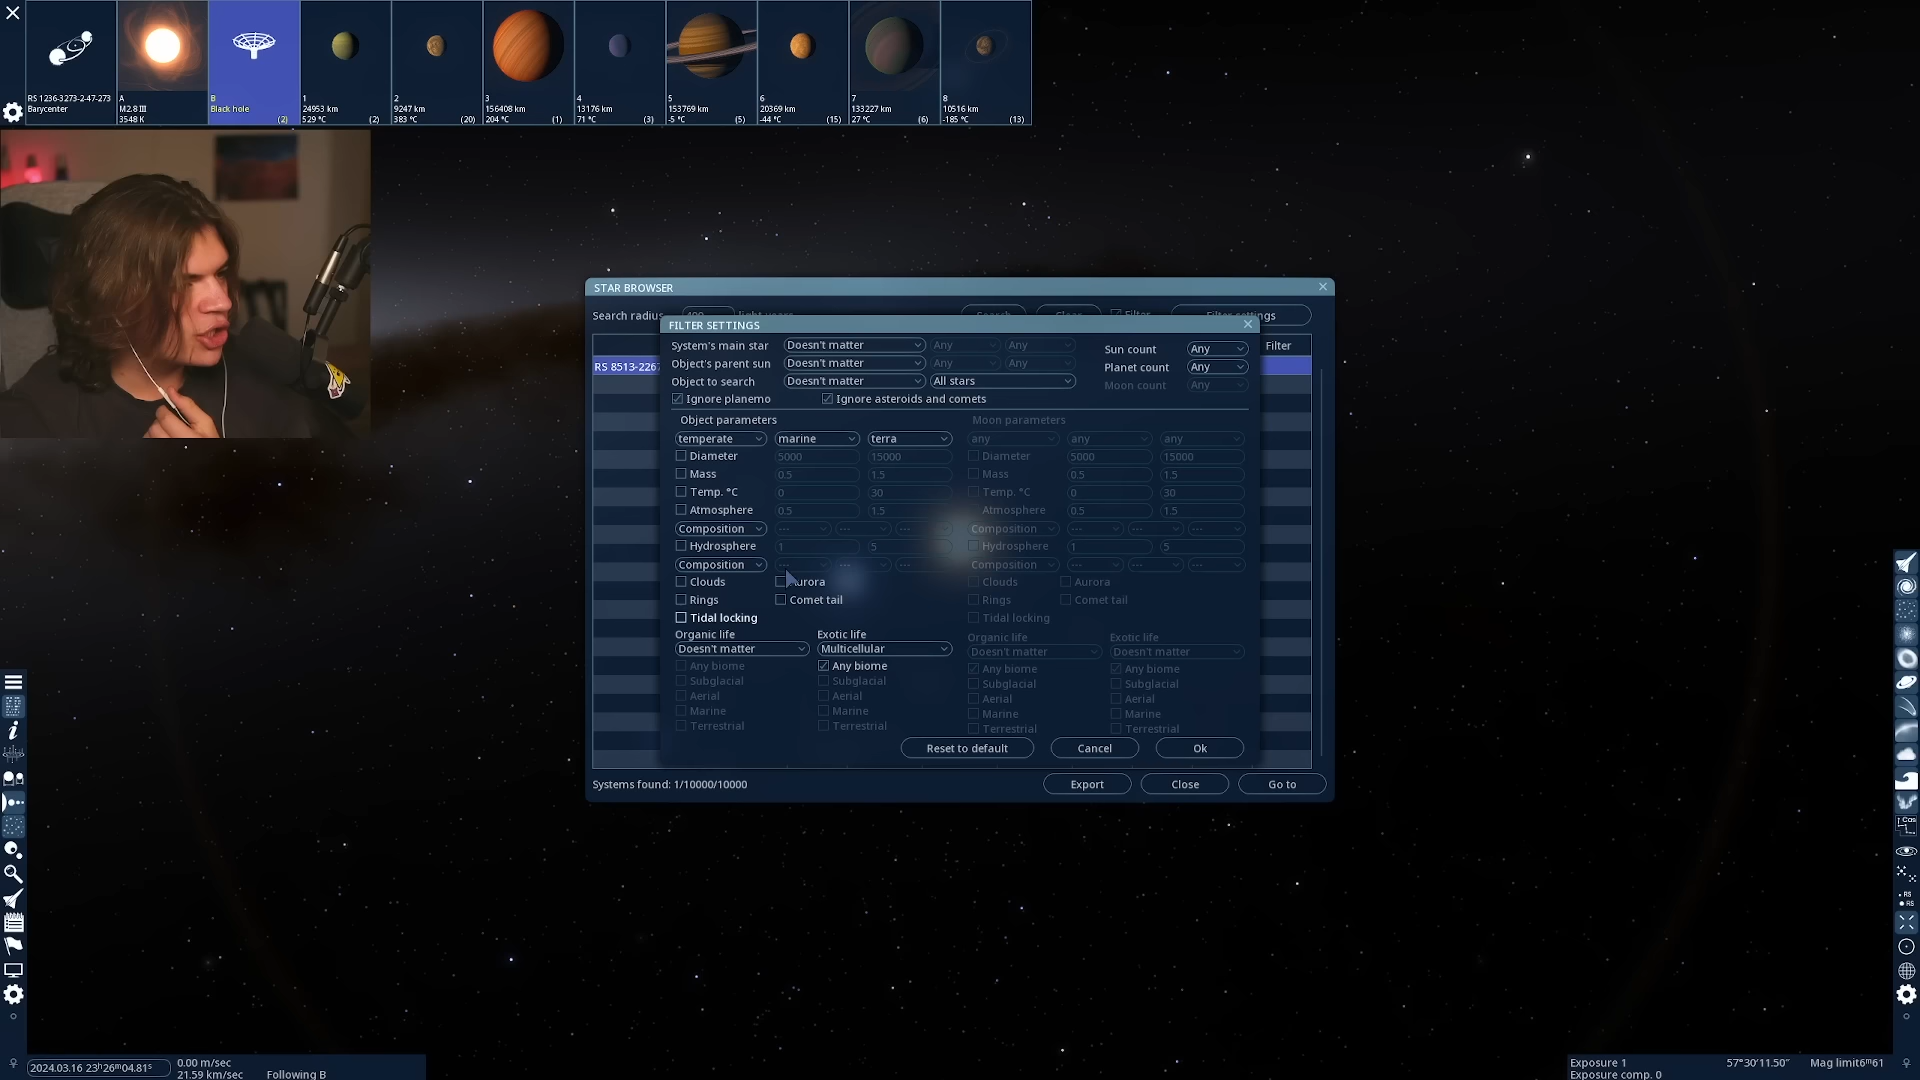 RS 1236-3273-2-47-273
Barycenter
A
M2.8 III
3548 K
B
Black hole
(2)
1
24953 km
529 °C (2)
2
9247 km
383 °C (20)
3
156408 km
204 °C (1)
4
13176 km
71 °C (3)
5
153769 km
-5 °C (5)
6
20369 km
-44 °C (15)
7
133227 km
27 °C (6)
8
10516 km
-185 °C (13)
STAR BROWSER
Search radius 400 light years Search Clear Filter Filter settings
Filter
RS 8513-2267
FILTER SETTINGS
System's main star Doesn't matter Any Any
Object's parent sun Doesn't matter Any Any
Object to search Doesn't matter All stars
Sun count Any
Planet count Any
Moon count Any
Ignore planemo Ignore asteroids and comets
Object parameters
temperate marine terra
Diameter 5000 15000
Mass 0.5 1.5
Temp. °C 0 30
Atmosphere 0.5 1.5
Composition --- --- ---
Hydrosphere 1 5
Composition --- --- ---
Clouds Aurora
Rings Comet tail
Tidal locking
Organic life Exotic life
Doesn't matter Multicellular
Any biome Any biome
Subglacial Subglacial
Aerial Aerial
Marine Marine
Terrestrial Terrestrial
Moon parameters
any any any
Diameter 5000 15000
Mass 0.5 1.5
Temp. °C 0 30
Atmosphere 0.5 1.5
Composition --- --- ---
Hydrosphere 1 5
Composition --- --- ---
Clouds Aurora
Rings Comet tail
Tidal locking
Organic life Exotic life
Doesn't matter Doesn't matter
Any biome Any biome
Subglacial Subglacial
Aerial Aerial
Marine Marine
Terrestrial Terrestrial
Reset to default Cancel Ok
Systems found: 1/10000/10000
Export Close Go to
Cos
RS
RS
2024.03.16 23ʰ26ᵐ04.81ˢ
0.00 m/sec
21.59 km/sec Following B
Exposure 1 57°30'11.50" Mag limit6ᵐ61
Exposure comp. 0